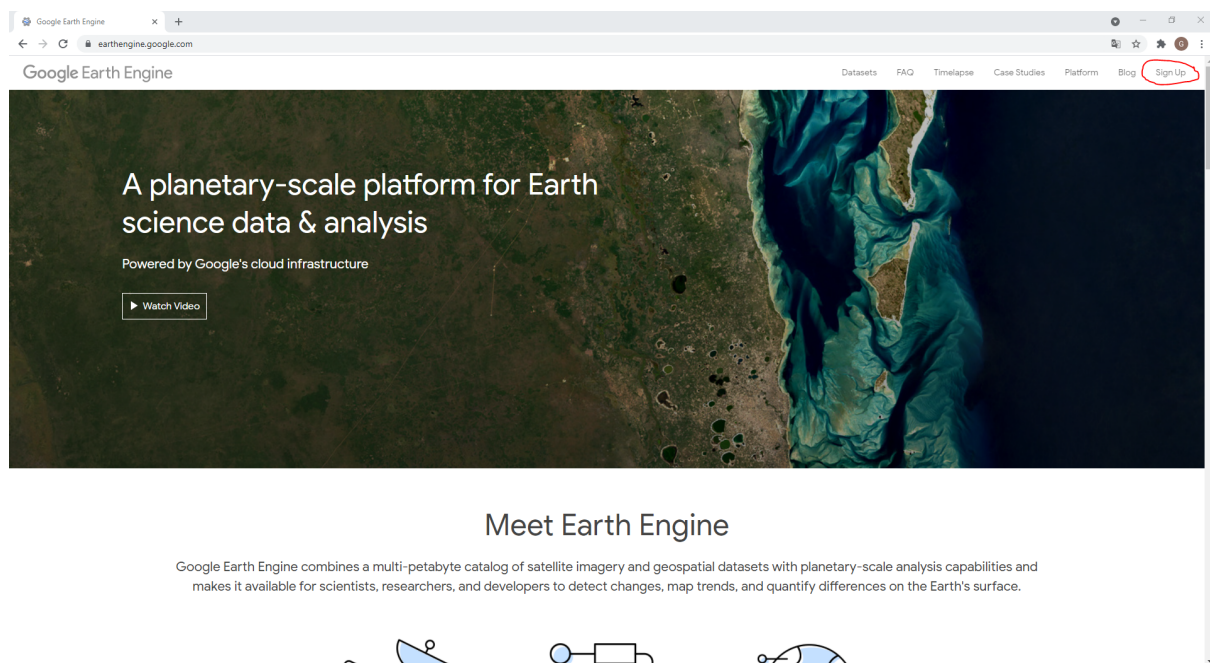 Google Earth Engine
earthengine.google.com
G
Google Earth Engine
Datasets FAQ Timelapse Case Studies Platform Blog Sign Up
A planetary-scale platform for Earth
science data & analysis
Powered by Google's cloud infrastructure
Watch Video
Meet Earth Engine
Google Earth Engine combines a multi-petabyte catalog of satellite imagery and geospatial datasets with planetary-scale analysis capabilities and
makes it available for scientists, researchers, and developers to detect changes, map trends, and quantify differences on the Earth's surface.